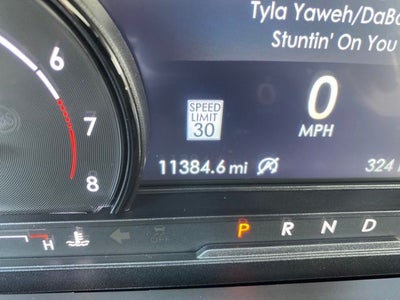 Tyla Yaweh/DaBa
Stuntin' On You
6
7
8
SPEED
LIMIT
30
0
MPH
11384.6 mi
324
H
P R N D